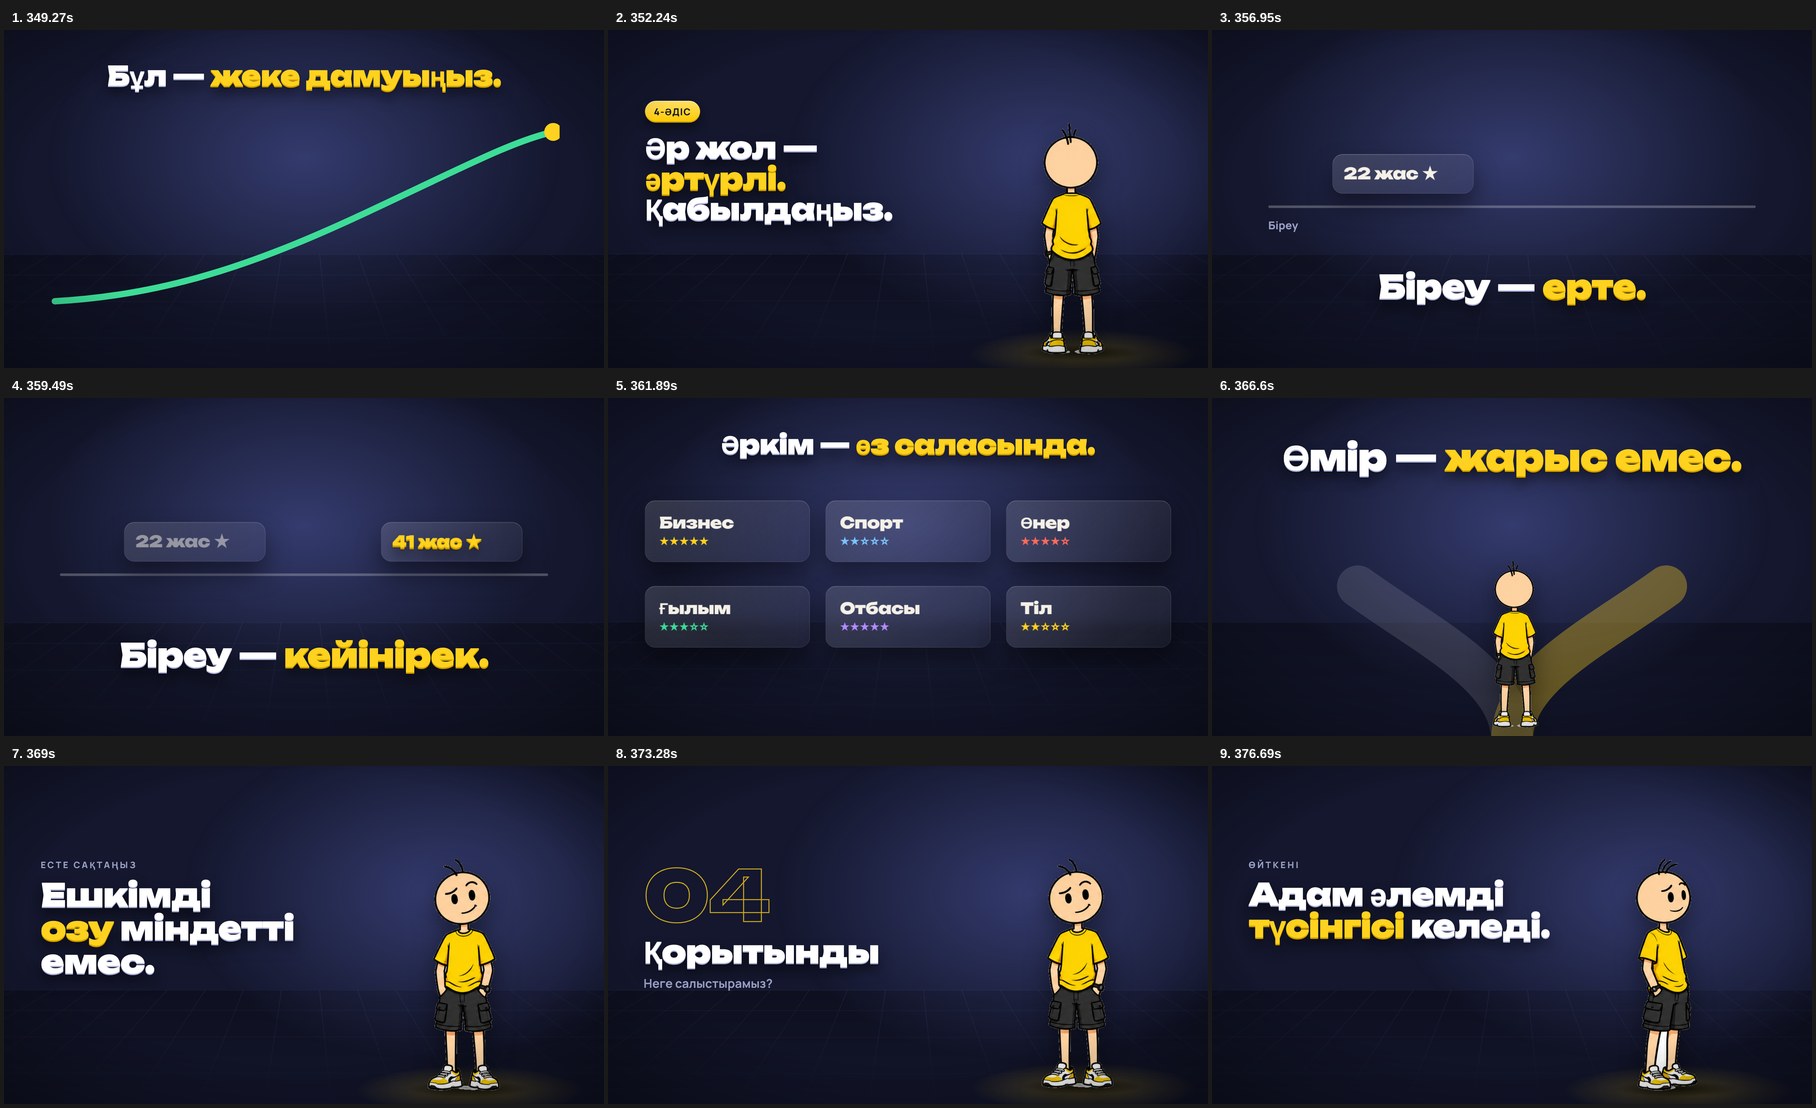 1. 349.27s
Бұл — жеке дамуыңыз.
2. 352.24s
4-ӘДІС
Әр жол —
әртүрлі.
Қабылдаңыз.
3. 356.95s
22 жас ★
Біреу
Біреу — ерте.
4. 359.49s
22 жас ★
41 жас ★
Біреу — кейінірек.
5. 361.89s
Әркім — өз саласында.
Бизнес
★★★★★
Спорт
★★☆☆☆
Өнер
★★★★☆
Ғылым
★★★☆☆
Отбасы
★★★★★
Тіл
★★☆☆☆
6. 366.6s
Өмір — жарыс емес.
7. 369s
ЕСТЕ САҚТАҢЫЗ
Ешкімді
озу міндетті
емес.
8. 373.28s
04
Қорытынды
Неге салыстырамыз?
9. 376.69s
ӨЙТКЕНІ
Адам әлемді
түсінгісі келеді.